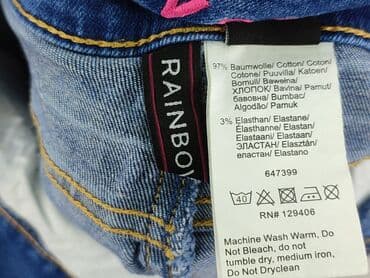 RAINBOW
97% Baumwolle/ Cotton/ Coton/
Cotone/ Puuvilla/ Katoen/
Bomuld/ Bawełna/
ХЛОПОК/ Bavlna/ Pamut/
бавовна/ Bumbac/
Algodão/ Pamuk
3% Elasthan/ Elastane/
Élasthanne/ Elastan/
Elastaani/ Elastaan/
ЭЛАСТАН/ Elasztán/
еластан/ Elastano
647399
40
RN# 129406
Machine Wash Warm, Do
Not Bleach, do not
tumble dry, medium iron,
Do Not Dryclean